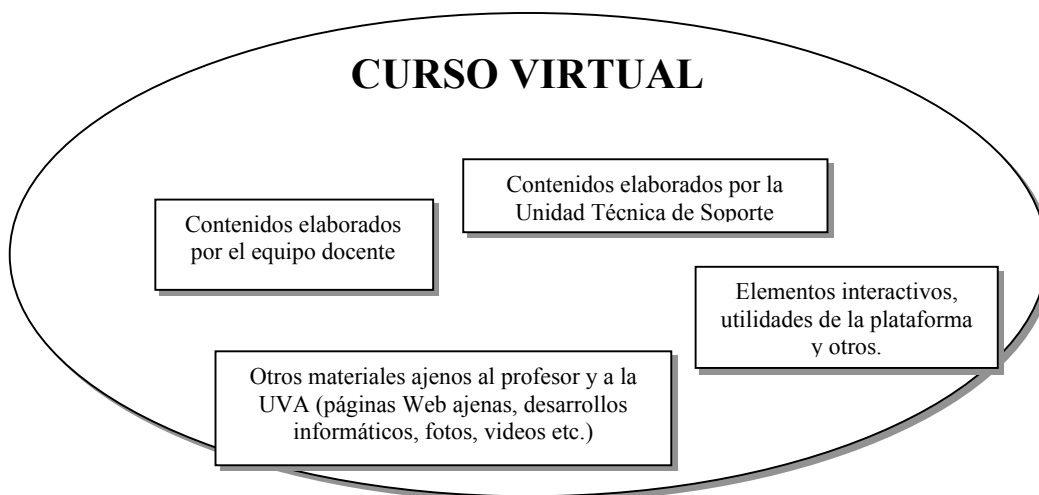 CURSO VIRTUAL
Contenidos elaborados por la
Unidad Técnica de Soporte
Contenidos elaborados
por el equipo docente
Elementos interactivos,
utilidades de la plataforma
y otros.
Otros materiales ajenos al profesor y a la
UVA (páginas Web ajenas, desarrollos
informáticos, fotos, videos etc.)